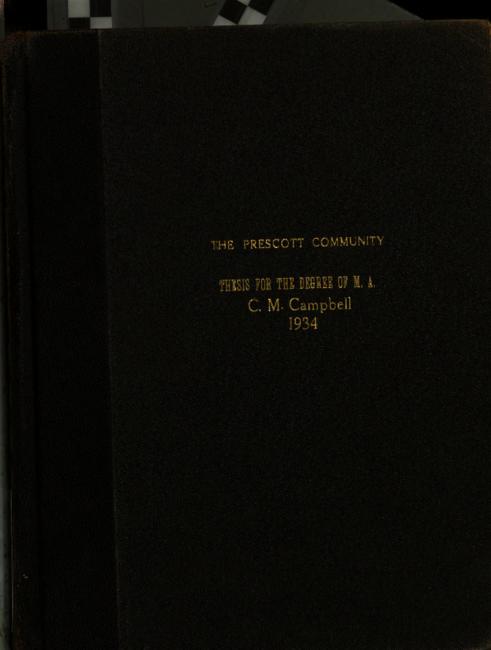 THE PRESCOTT COMMUNITY
THESIS FOR THE DEGREE OF M. A.
C. M. Campbell
1934